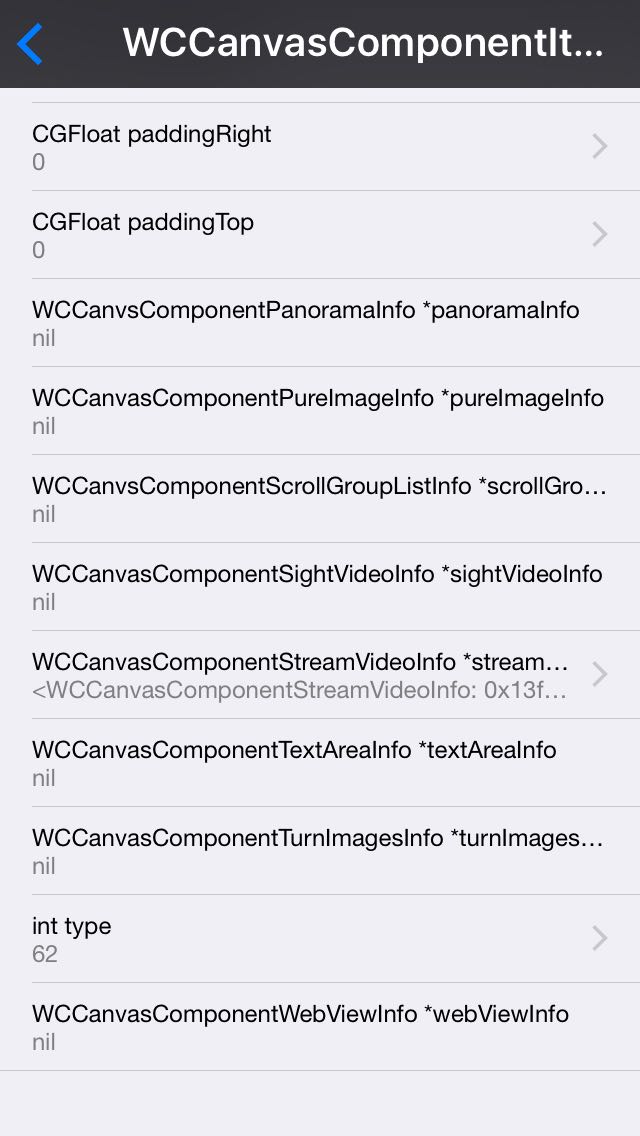 WCCanvasComponentIt...
CGFloat paddingRight
0
CGFloat paddingTop
0
WCCanvsComponentPanoramaInfo *panoramaInfo
nil
WCCanvasComponentPureImageInfo *pureImageInfo
nil
WCCanvsComponentScrollGroupListInfo *scrollGro...
nil
WCCanvasComponentSightVideoInfo *sightVideoInfo
nil
WCCanvasComponentStreamVideoInfo *stream...
<WCCanvasComponentStreamVideoInfo: 0x13f...
WCCanvasComponentTextAreaInfo *textAreaInfo
nil
WCCanvasComponentTurnImagesInfo *turnImages...
nil
int type
62
WCCanvasComponentWebViewInfo *webViewInfo
nil